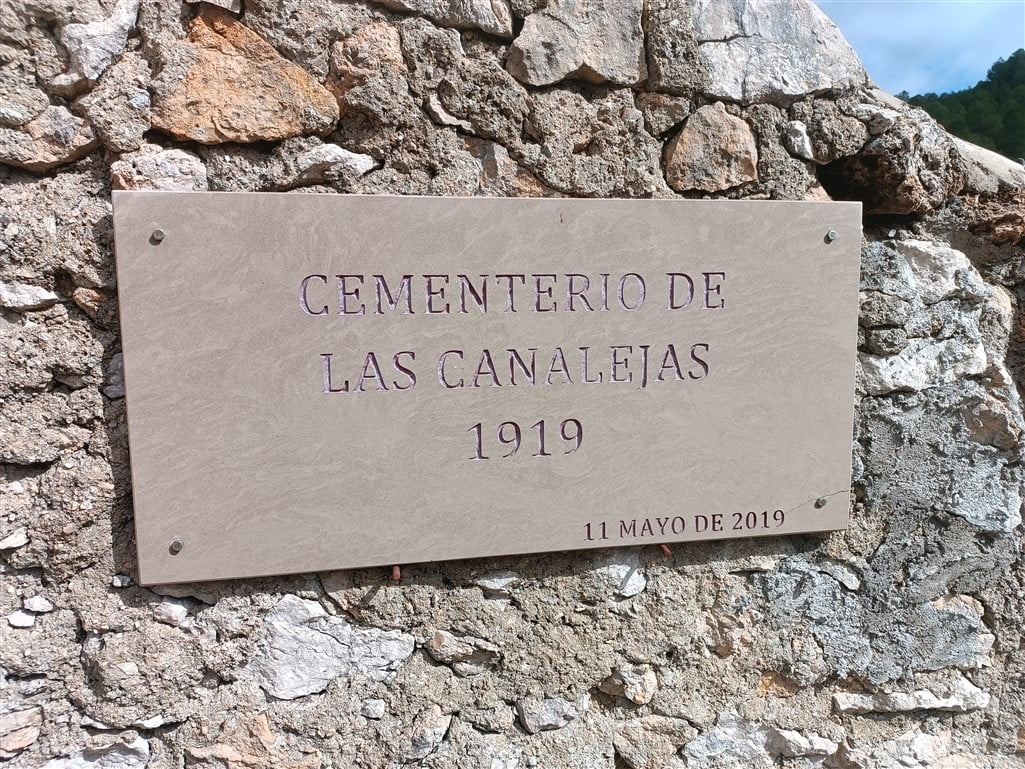 CEMENTERIO DE
LAS CANALEJAS
1919
11 MAYO DE 2019